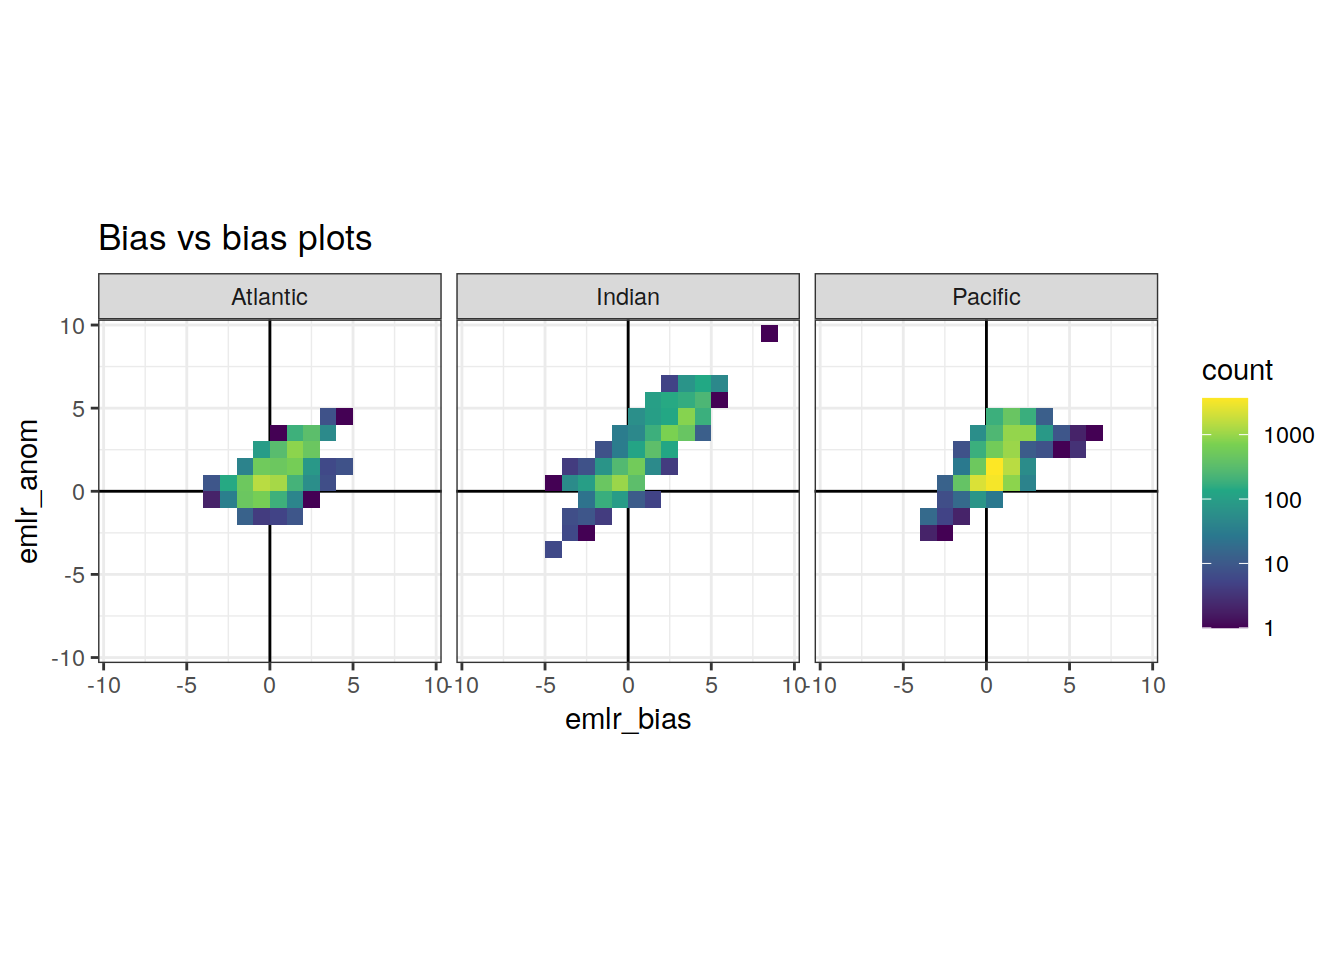 Bias vs bias plots
Atlantic Indian Pacific
10
5
0
-5
-10
emlr_anom
-10 -5 0 5 10 -10 -5 0 5 10 -10 -5 0 5 10
emlr_bias
count
1000
100
10
1